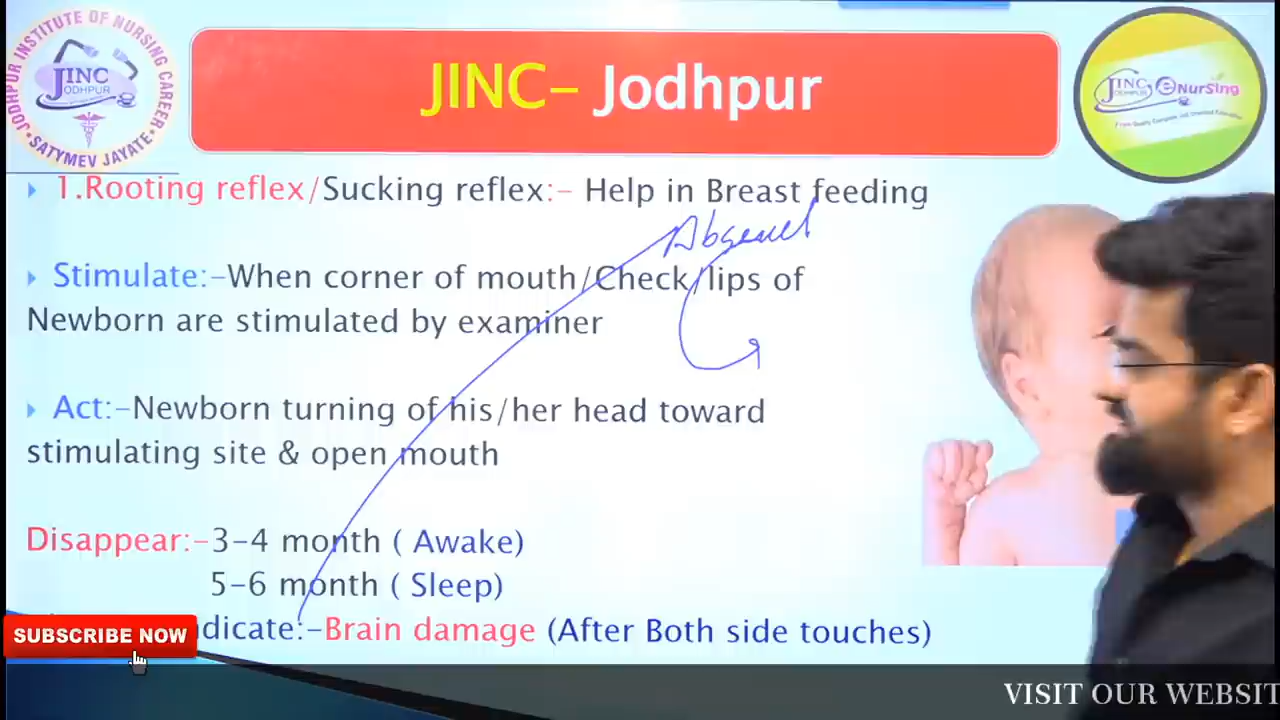 JODHPUR INSTITUTE OF NURSING CAREER
JINC
JODHPUR
SATYMEV JAYATE
JINC– Jodhpur
JINC
JODHPUR
eNursing
1.Rooting reflex/Sucking reflex:– Help in Breast feeding
Stimulate:–When corner of mouth/Check/lips of
Newborn are stimulated by examiner
Act:–Newborn turning of his/her head toward
stimulating site & open mouth
Disappear:–3–4 month ( Awake)
5–6 month ( Sleep)
SUBSCRIBE NOW
dicate:–Brain damage (After Both side touches)
VISIT OUR WEBSIT